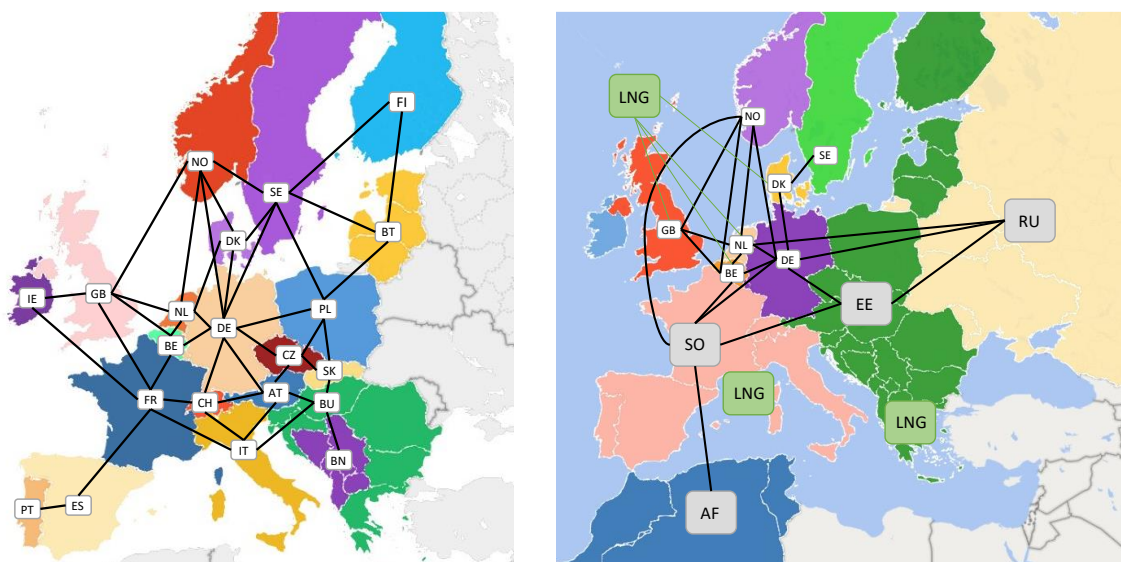 FI
NO
SE
BT
DK
IE
GB
NL
PL
DE
BE
CZ
SK
FR
CH
AT
BU
IT
BN
PT
ES
LNG
NO
SE
DK
RU
GB
NL
DE
BE
EE
SO
LNG
LNG
AF